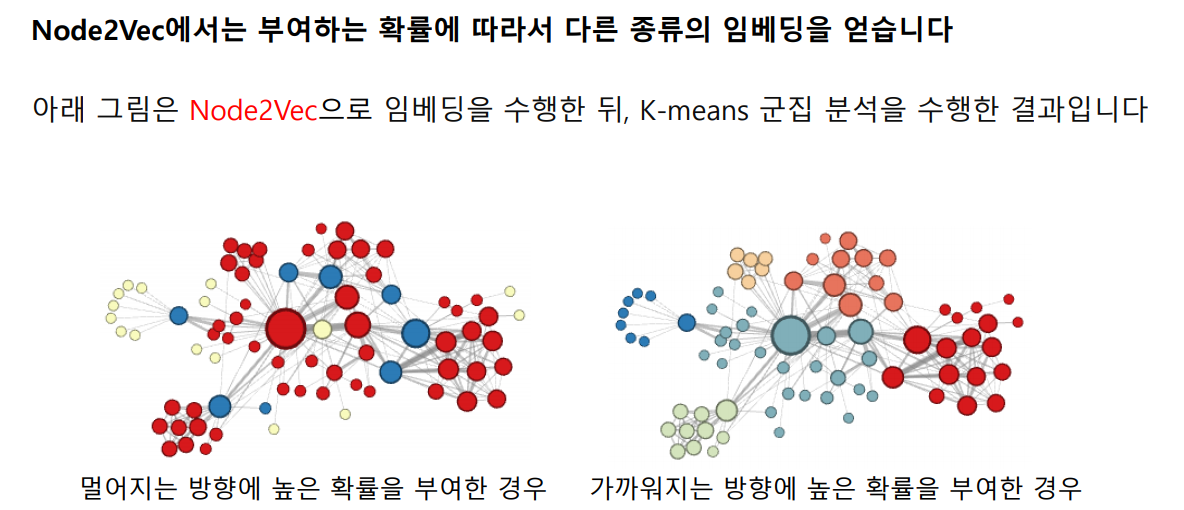 Node2Vec에서는 부여하는 확률에 따라서 다른 종류의 임베딩을 얻습니다
아래 그림은 Node2Vec으로 임베딩을 수행한 뒤, K-means 군집 분석을 수행한 결과입니다
멀어지는 방향에 높은 확률을 부여한 경우
가까워지는 방향에 높은 확률을 부여한 경우